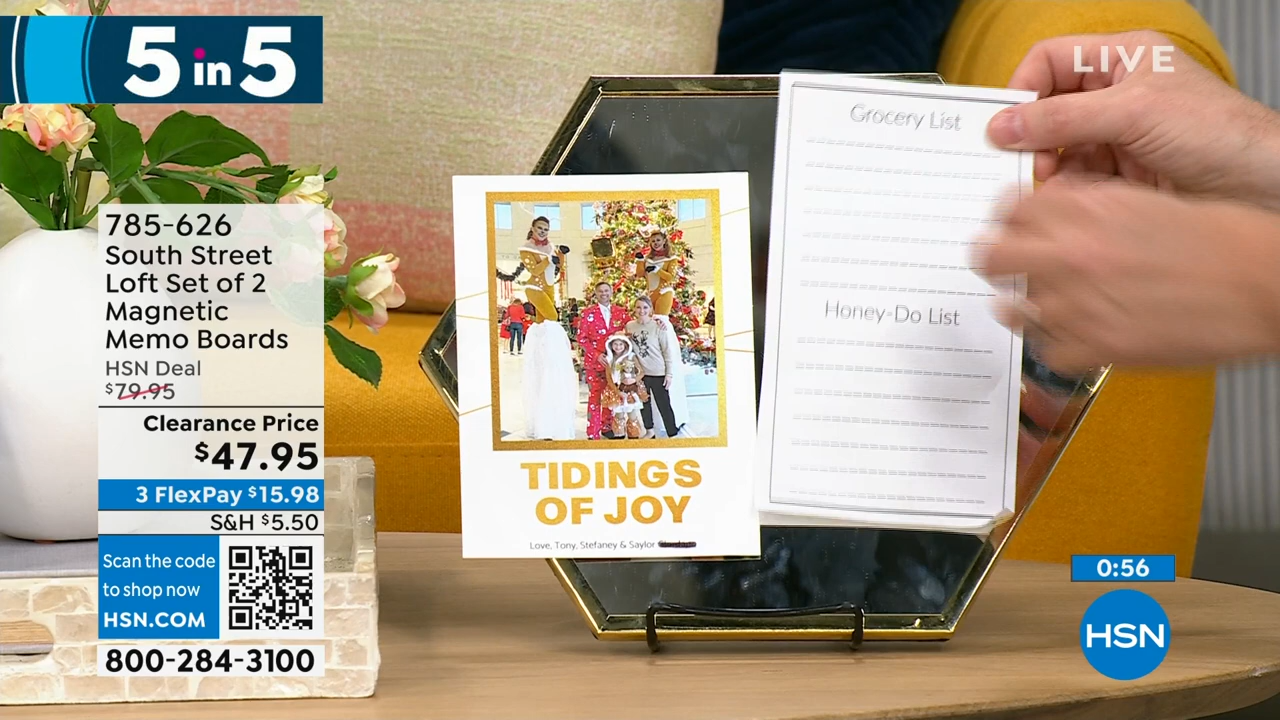 5 in 5
LIVE
785-626
South Street
Loft Set of 2
Magnetic
Memo Boards
HSN Deal
$79.95
Clearance Price
$47.95
3 FlexPay $15.98
S&H $5.50
Scan the code
to shop now
HSN.COM
800-284-3100
TIDINGS
OF JOY
Love, Tony, Stefaney & Saylor
Grocery List
Honey-Do List
0:56
HSN